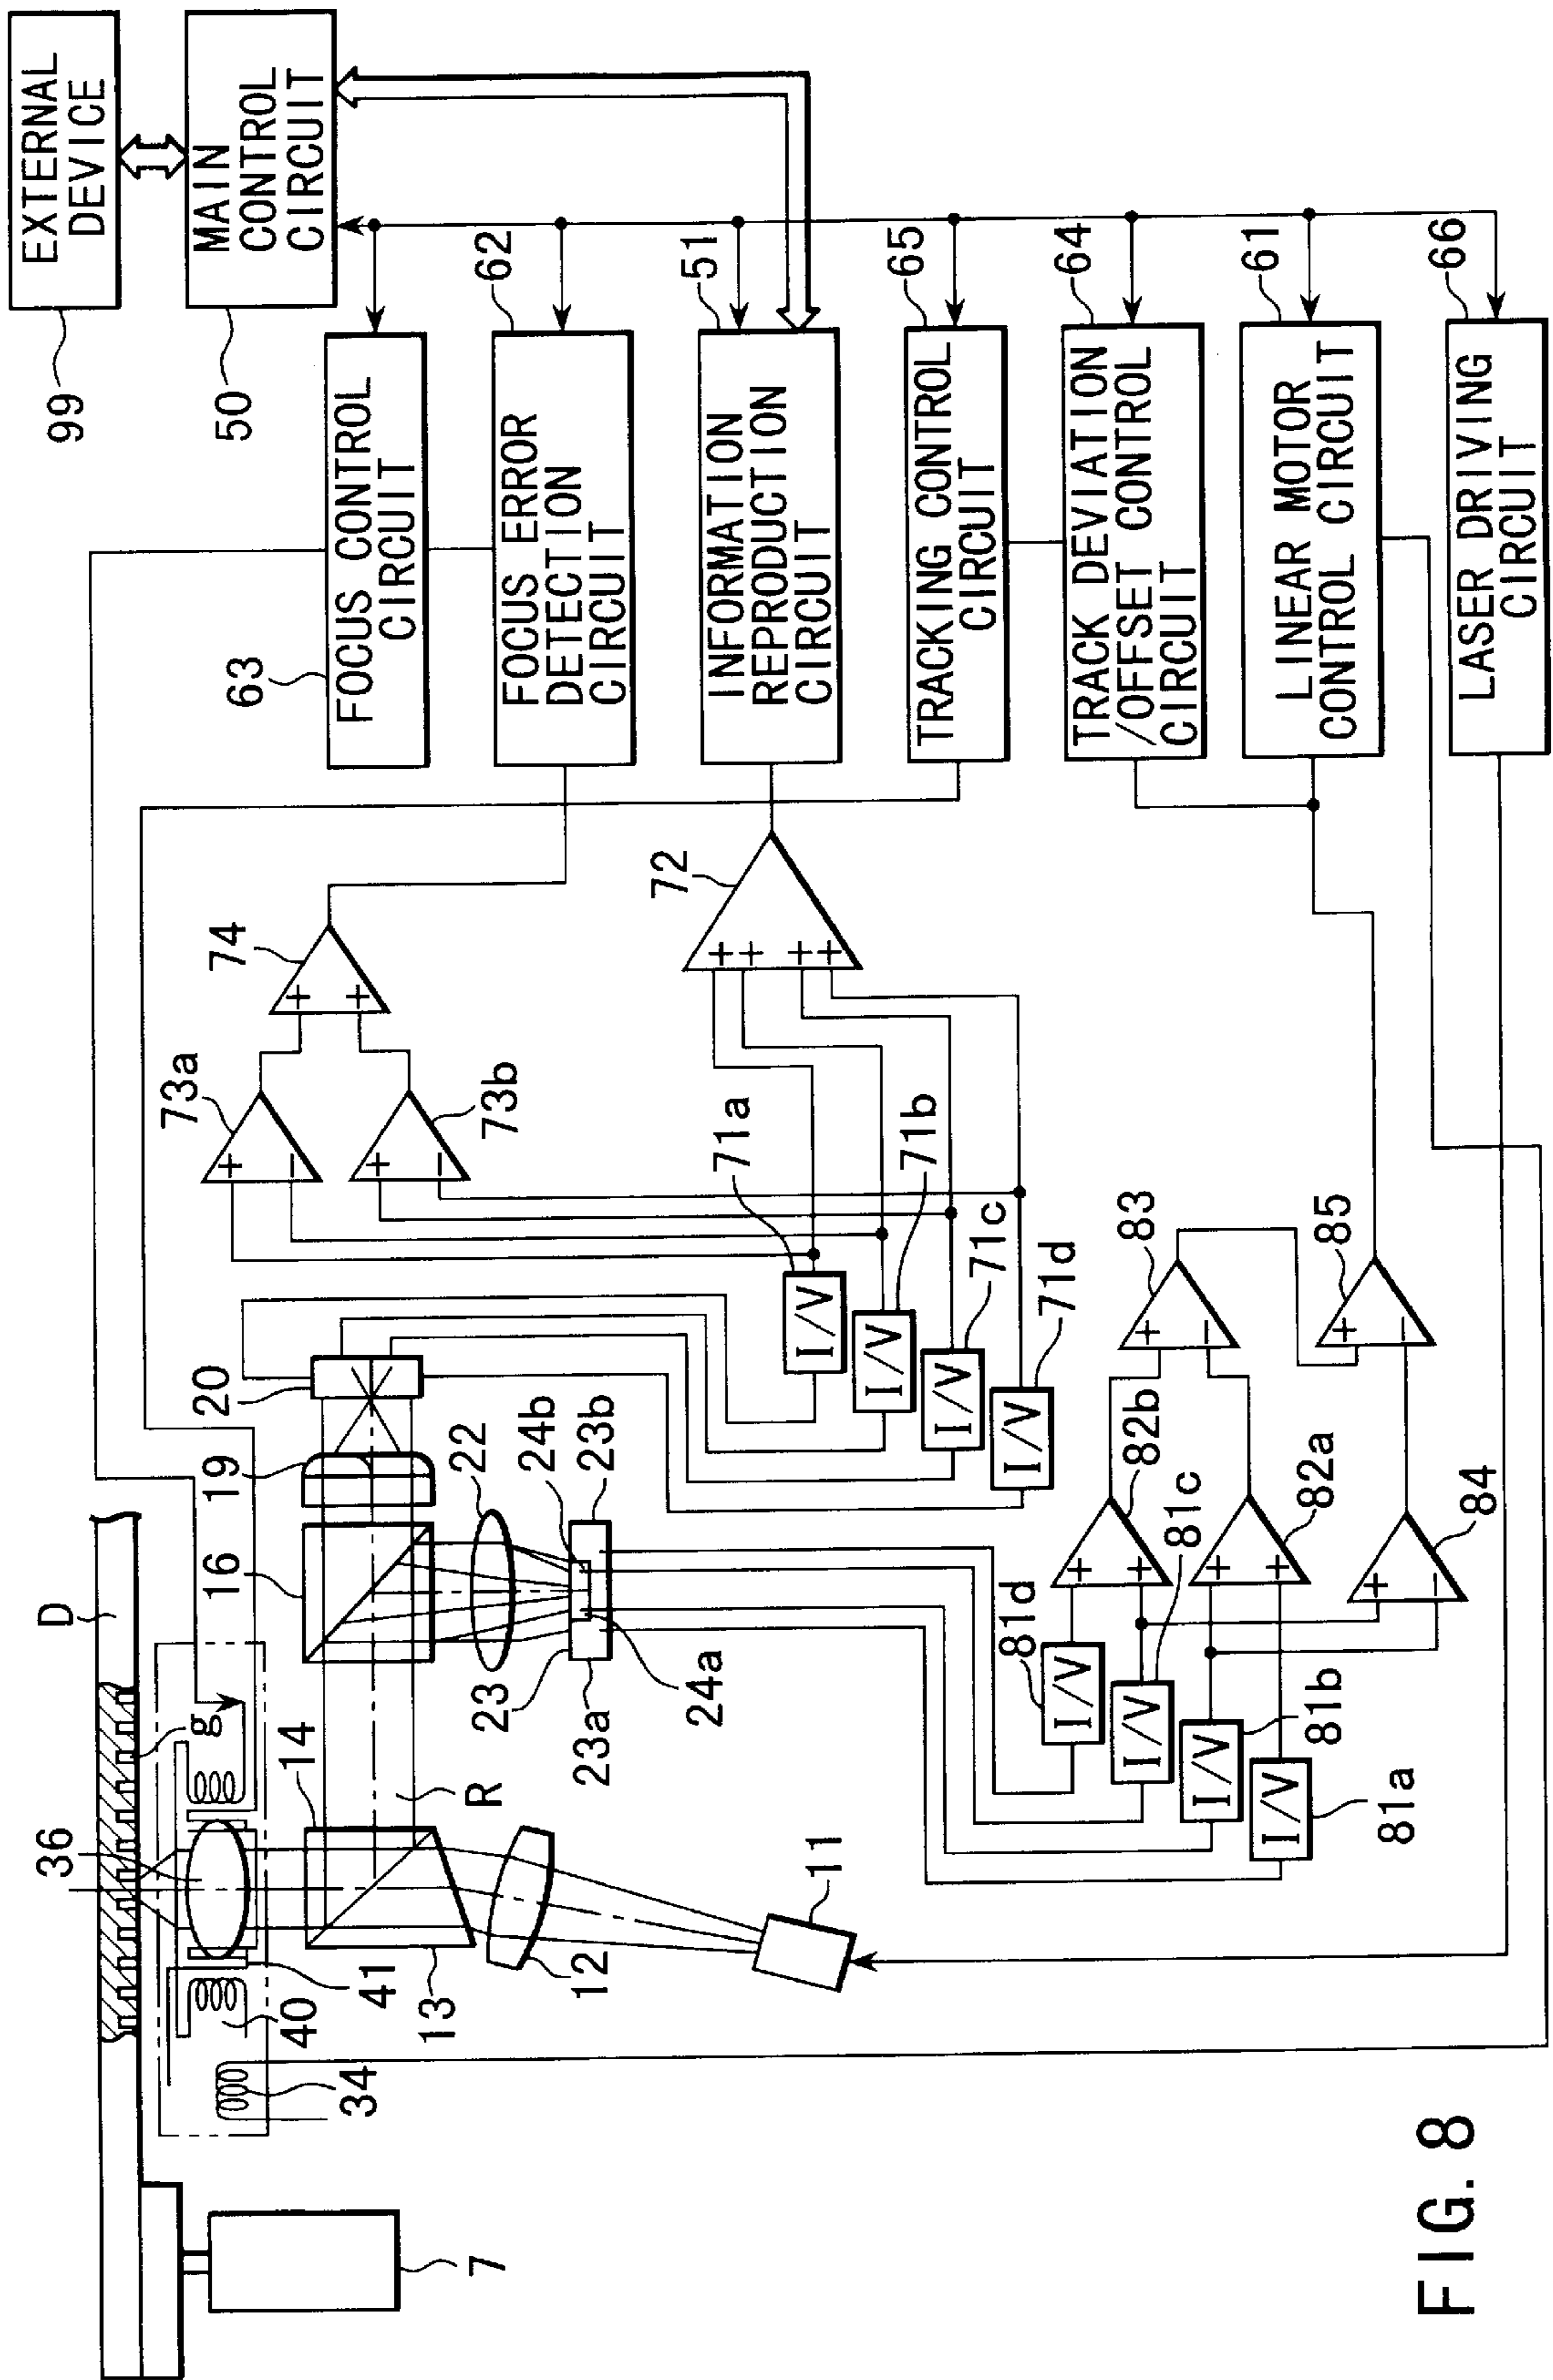 EXTERNAL
DEVICE
99
MAIN
CONTROL
CIRCUIT
50
FOCUS CONTROL
CIRCUIT
63
FOCUS ERROR
DETECTION
CIRCUIT
62
INFORMATION
REPRODUCTION
CIRCUIT
51
TRACKING CONTROL
CIRCUIT
65
TRACK DEVIATION
/OFFSET CONTROL
CIRCUIT
64
LINEAR MOTOR
CONTROL CIRCUIT
61
LASER DRIVING
CIRCUIT
66
74
+
+
72
+
+
+
+
73a
+
−
73b
+
−
71a
I/V
71b
I/V
71c
I/V
71d
I/V
83
+
−
85
+
−
82b
+
+
82a
+
+
84
+
−
81d
I/V
81c
I/V
81b
I/V
81a
I/V
20
19
16
22
24b
23b
23
23a
24a
D
g
36
14
R
13
12
11
41
40
34
7
FIG. 8